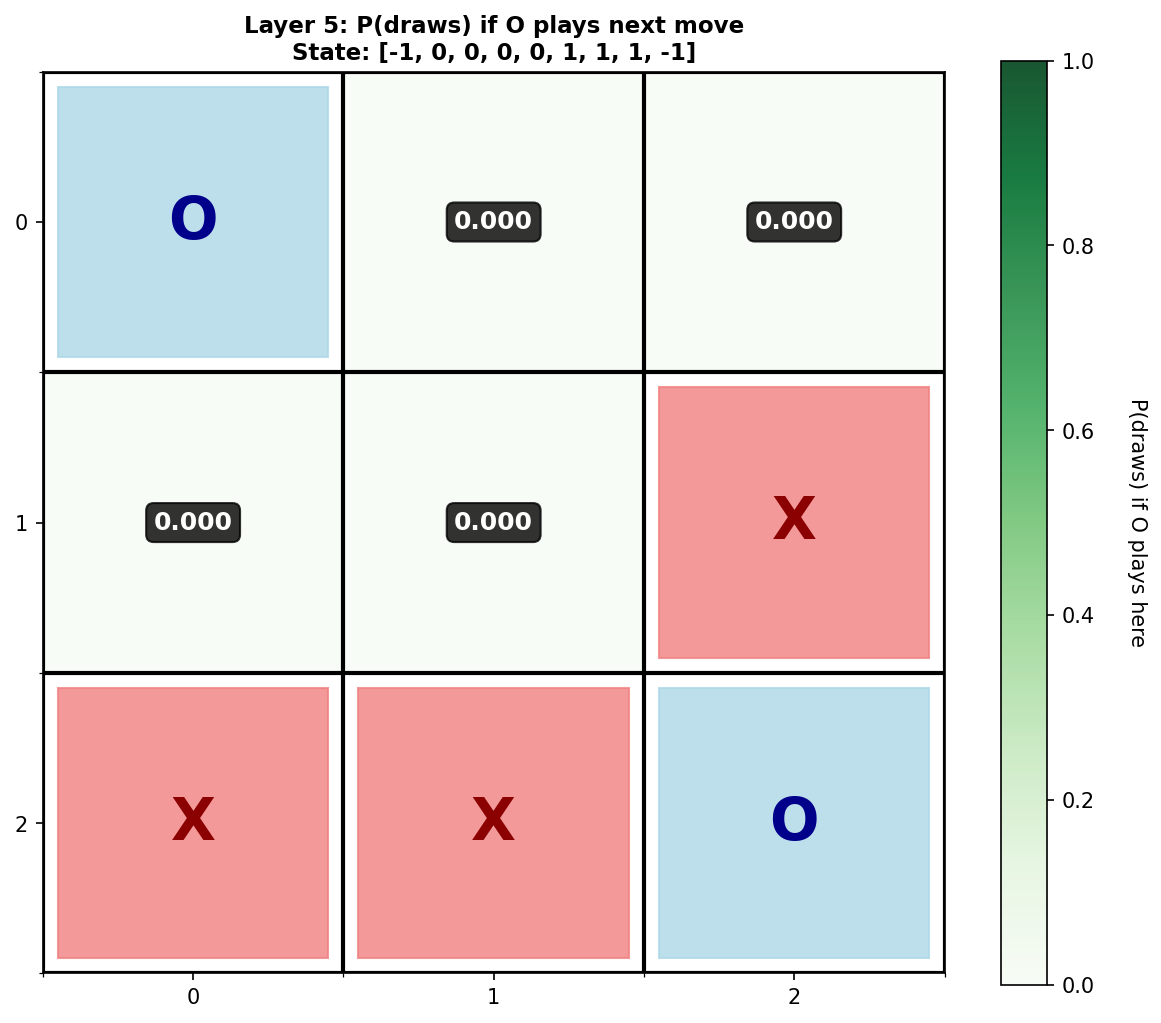 Layer 5: P(draws) if O plays next move
State: [-1, 0, 0, 0, 0, 1, 1, 1, -1]
0
O
0.000
0.000
1
0.000
0.000
X
2
X
X
O
0
1
2
1.0
0.8
0.6
0.4
0.2
0.0
P(draws) if O plays here